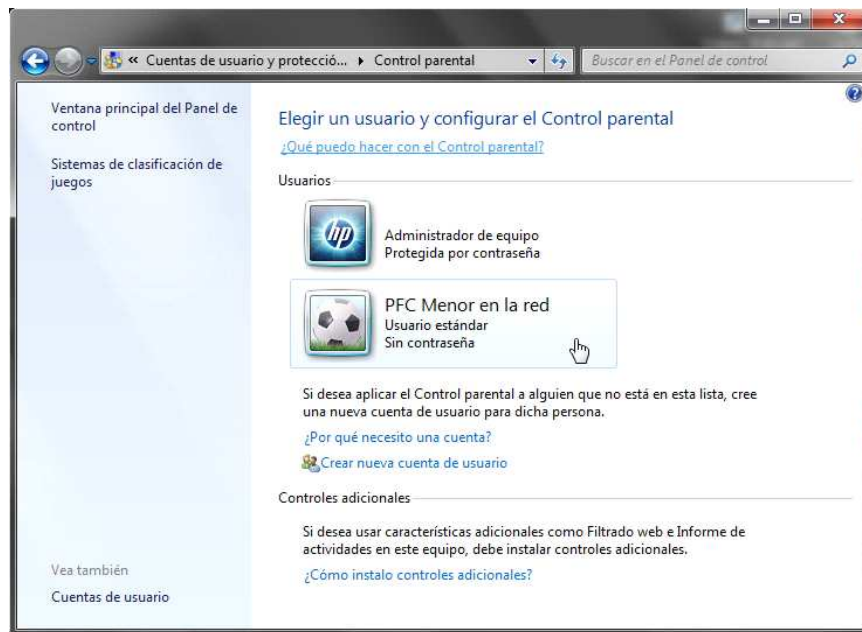 « Cuentas de usuario y protecció... ▸ Control parental
Buscar en el Panel de control
Ventana principal del Panel de
control
Sistemas de clasificación de
juegos
Vea también
Cuentas de usuario
Elegir un usuario y configurar el Control parental
¿Qué puedo hacer con el Control parental?
Usuarios
hp
Administrador de equipo
Protegida por contraseña
PFC Menor en la red
Usuario estándar
Sin contraseña
Si desea aplicar el Control parental a alguien que no está en esta lista, cree
una nueva cuenta de usuario para dicha persona.
¿Por qué necesito una cuenta?
Crear nueva cuenta de usuario
Controles adicionales
Si desea usar características adicionales como Filtrado web e Informe de
actividades en este equipo, debe instalar controles adicionales.
¿Cómo instalo controles adicionales?